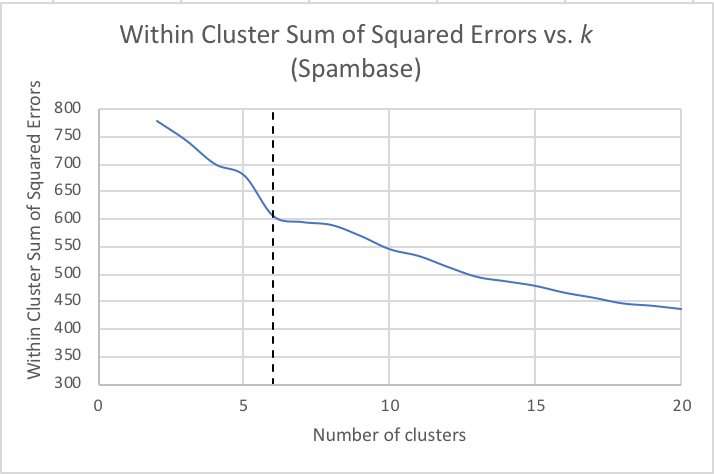 Within Cluster Sum of Squared Errors vs. k
(Spambase)
Within Cluster Sum of Squared Errors
800
750
700
650
600
550
500
450
400
350
300
0 5 10 15 20
Number of clusters